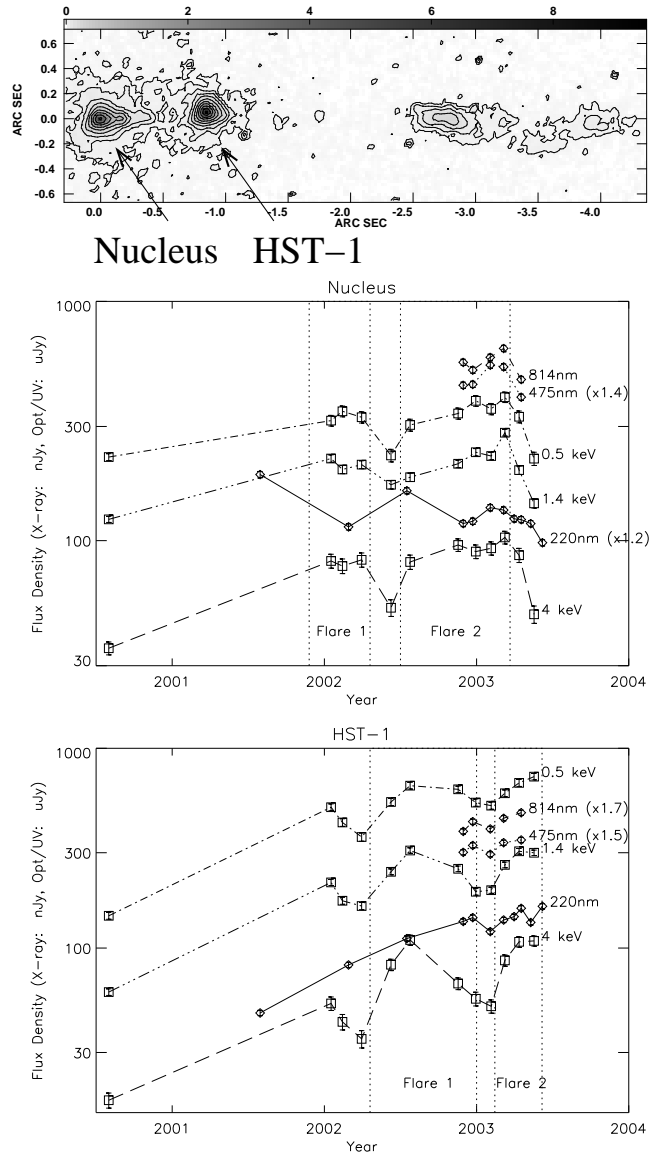 0 2 4 6 8
0.6
0.4
0.2
0.0
-0.2
-0.4
-0.6
ARC SEC
0.0 -0.5 -1.0 -1.5 -2.0 -2.5 -3.0 -3.5 -4.0
ARC SEC
Nucleus HST-1
Nucleus
1000
300
100
30
Flux Density (X-ray: nJy, Opt/UV: uJy)
814nm
475nm (x1.4)
0.5 keV
1.4 keV
220nm (x1.2)
4 keV
Flare 1
Flare 2
2001 2002 2003 2004
Year
HST-1
1000
300
100
30
Flux Density (X-ray: nJy, Opt/UV: uJy)
0.5 keV
814nm (x1.7)
475nm (x1.5)
1.4 keV
220nm
4 keV
Flare 1
Flare 2
2001 2002 2003 2004
Year